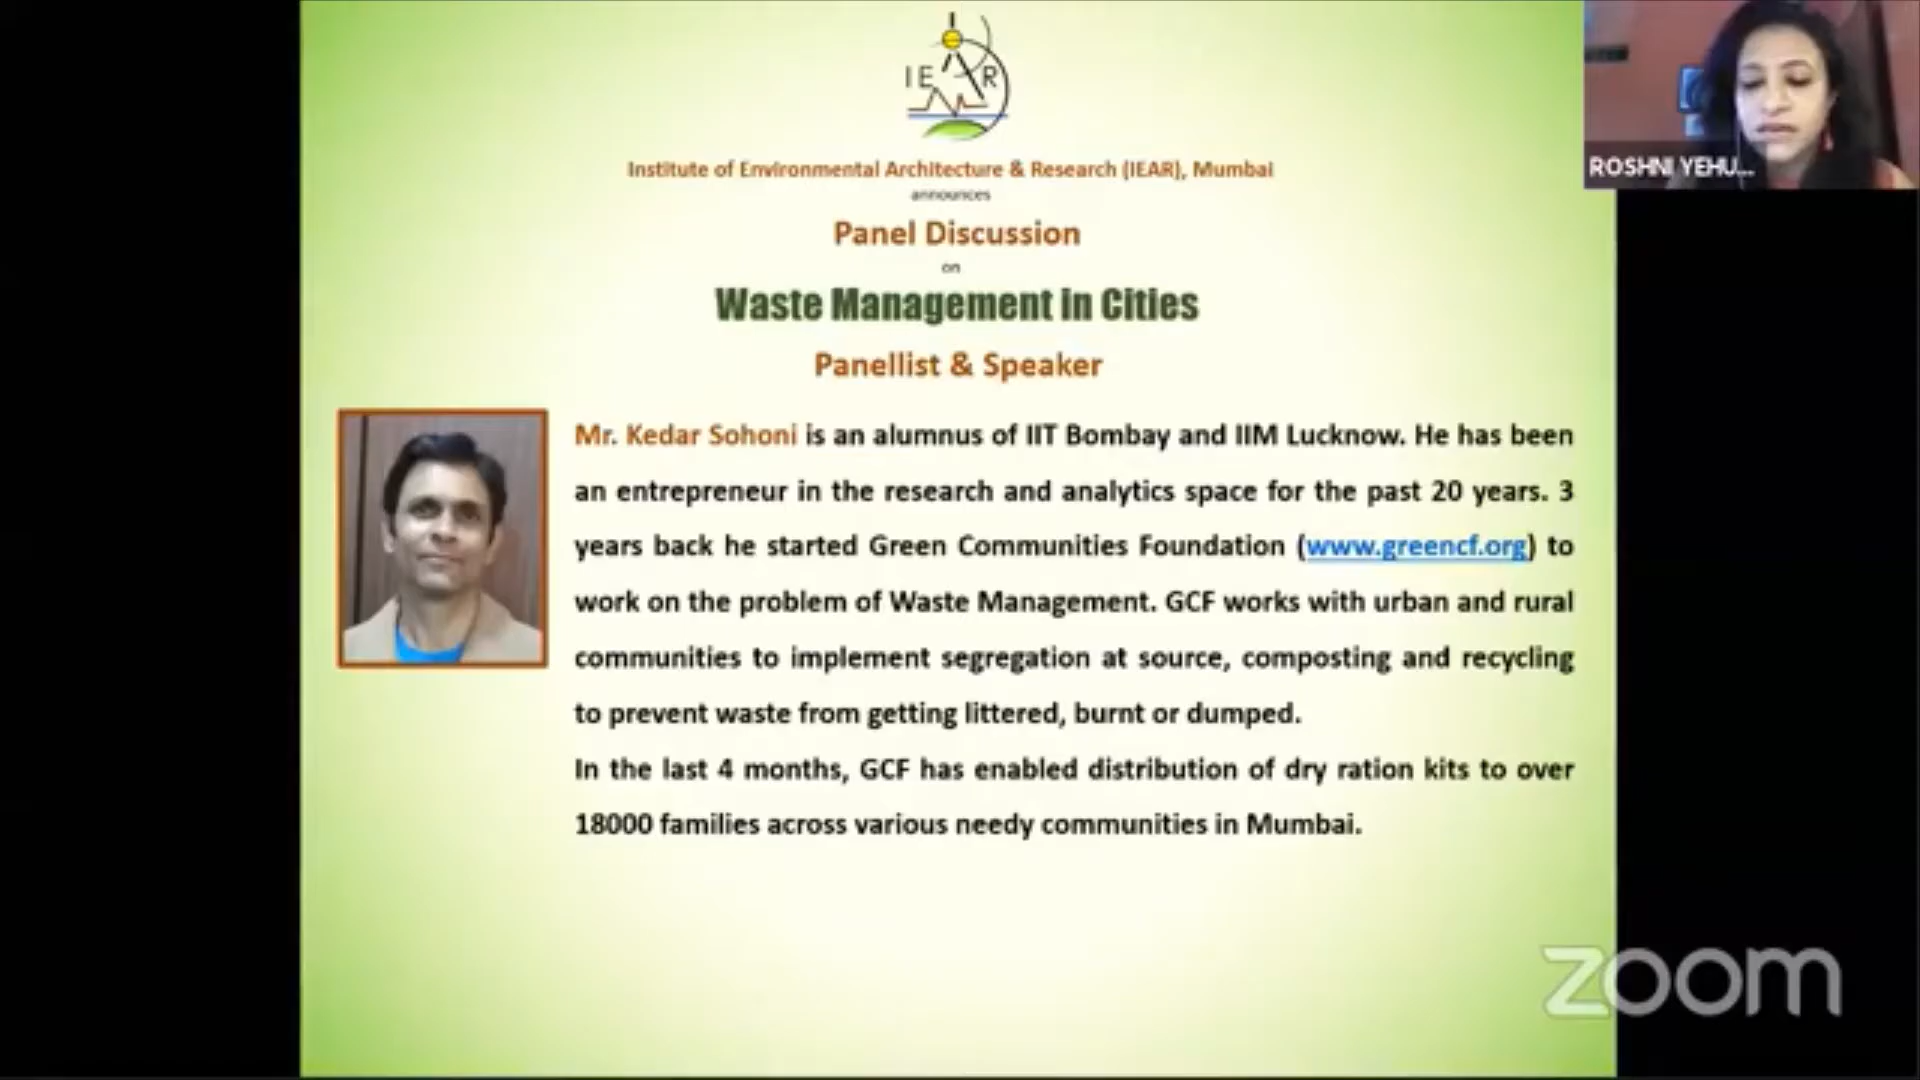 IEAR
Institute of Environmental Architecture & Research (IEAR), Mumbai
announces
Panel Discussion
on
Waste Management in Cities
Panellist & Speaker
Mr. Kedar Sohoni is an alumnus of IIT Bombay and IIM Lucknow. He has been
an entrepreneur in the research and analytics space for the past 20 years. 3
years back he started Green Communities Foundation (www.greencf.org) to
work on the problem of Waste Management. GCF works with urban and rural
communities to implement segregation at source, composting and recycling
to prevent waste from getting littered, burnt or dumped.
In the last 4 months, GCF has enabled distribution of dry ration kits to over
18000 families across various needy communities in Mumbai.
ROSHNI YEHU...
zoom